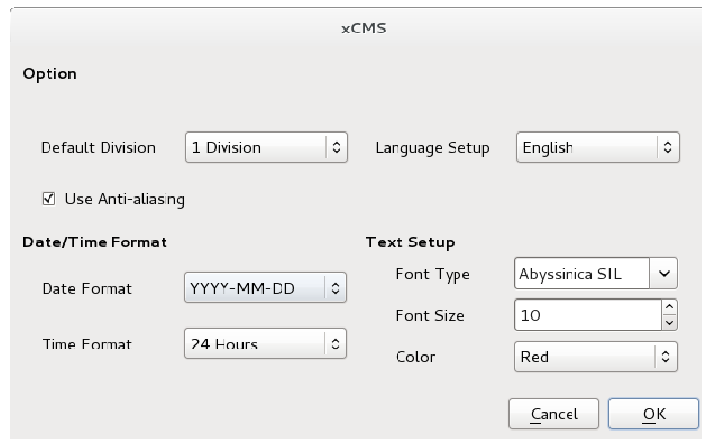 xCMS
Option
Default Division 1 Division Language Setup English
Use Anti-aliasing
Date/Time Format Text Setup
Font Type Abyssinica SIL
Date Format YYYY-MM-DD
Font Size 10
Time Format 24 Hours
Color Red
Cancel OK